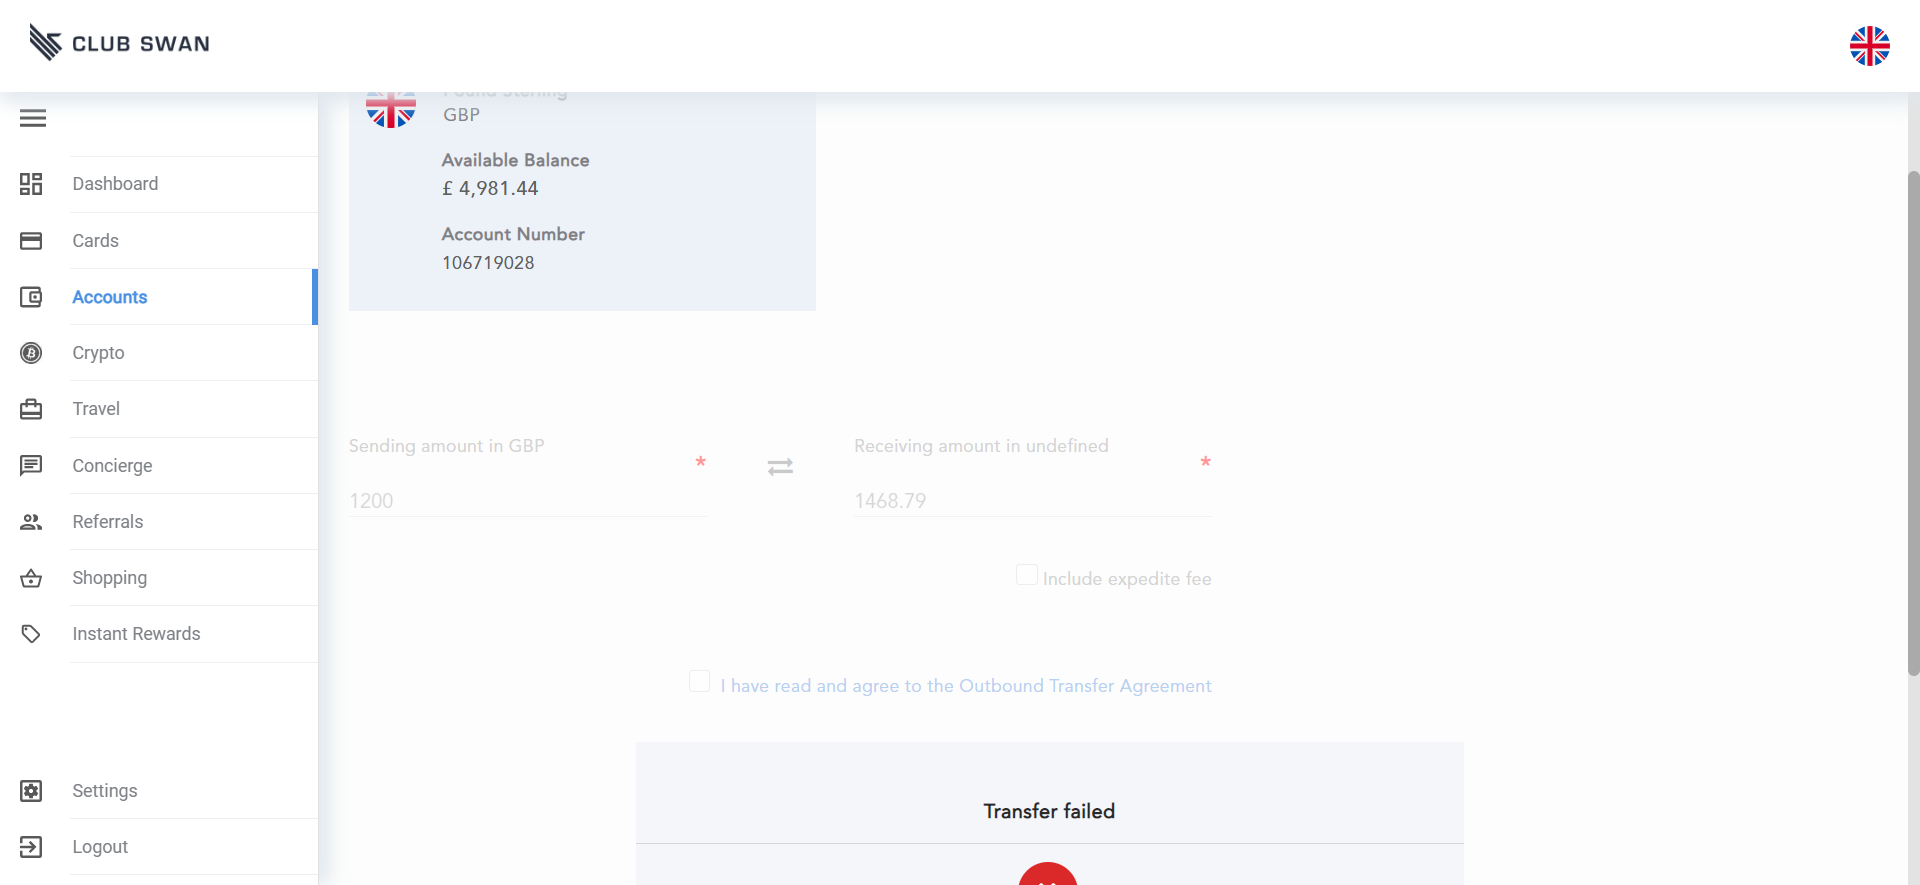 CLUB SWAN
Pound Sterling
GBP
Available Balance
£ 4,981.44
Account Number
106719028
Dashboard
Cards
Accounts
Crypto
Travel
Concierge
Referrals
Shopping
Instant Rewards
Settings
Logout
Sending amount in GBP
*
1200
Receiving amount in undefined
*
1468.79
Include expedite fee
I have read and agree to the Outbound Transfer Agreement
Transfer failed